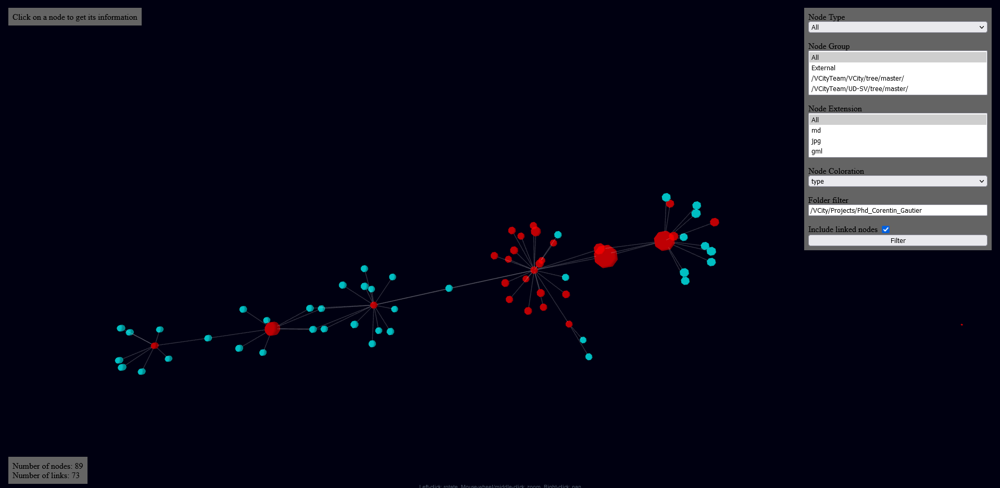 Click on a node to get its information
Node Type
All
Node Group
All
External
/VCityTeam/VCity/tree/master/
/VCityTeam/UD-SV/tree/master/
Node Extension
All
md
jpg
gml
Node Coloration
type
Folder filter
/VCity/Projects/Phd_Corentin_Gautier
Include linked nodes
Filter
Number of nodes: 89
Number of links: 73
Left-click: rotate, Mouse-wheel/middle-click: zoom, Right-click: pan